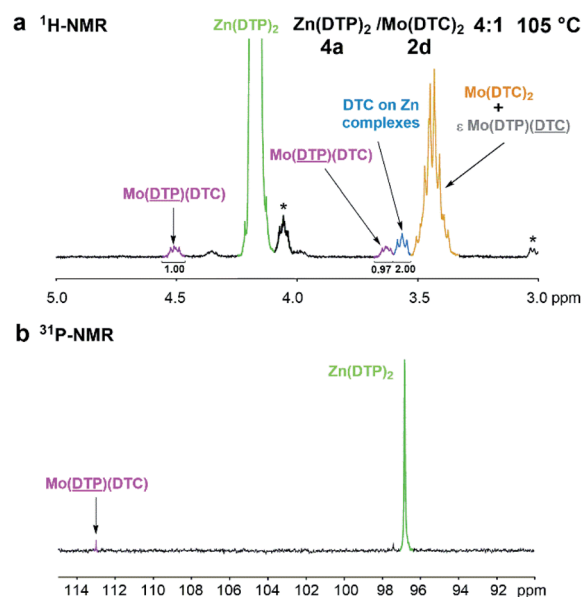 a ¹H-NMR Zn(DTP)₂ Zn(DTP)₂ /Mo(DTC)₂ 4:1 105 °C
4a 2d
Mo(DTC)₂
+
ε Mo(DTP)(DTC)
DTC on Zn
complexes
Mo(DTP)(DTC)
Mo(DTP)(DTC)
*
*
1.00 0.97 2.00
5.0 4.5 4.0 3.5 3.0 ppm
b ³¹P-NMR
Zn(DTP)₂
Mo(DTP)(DTC)
114 112 110 108 106 104 102 100 98 96 94 92 ppm